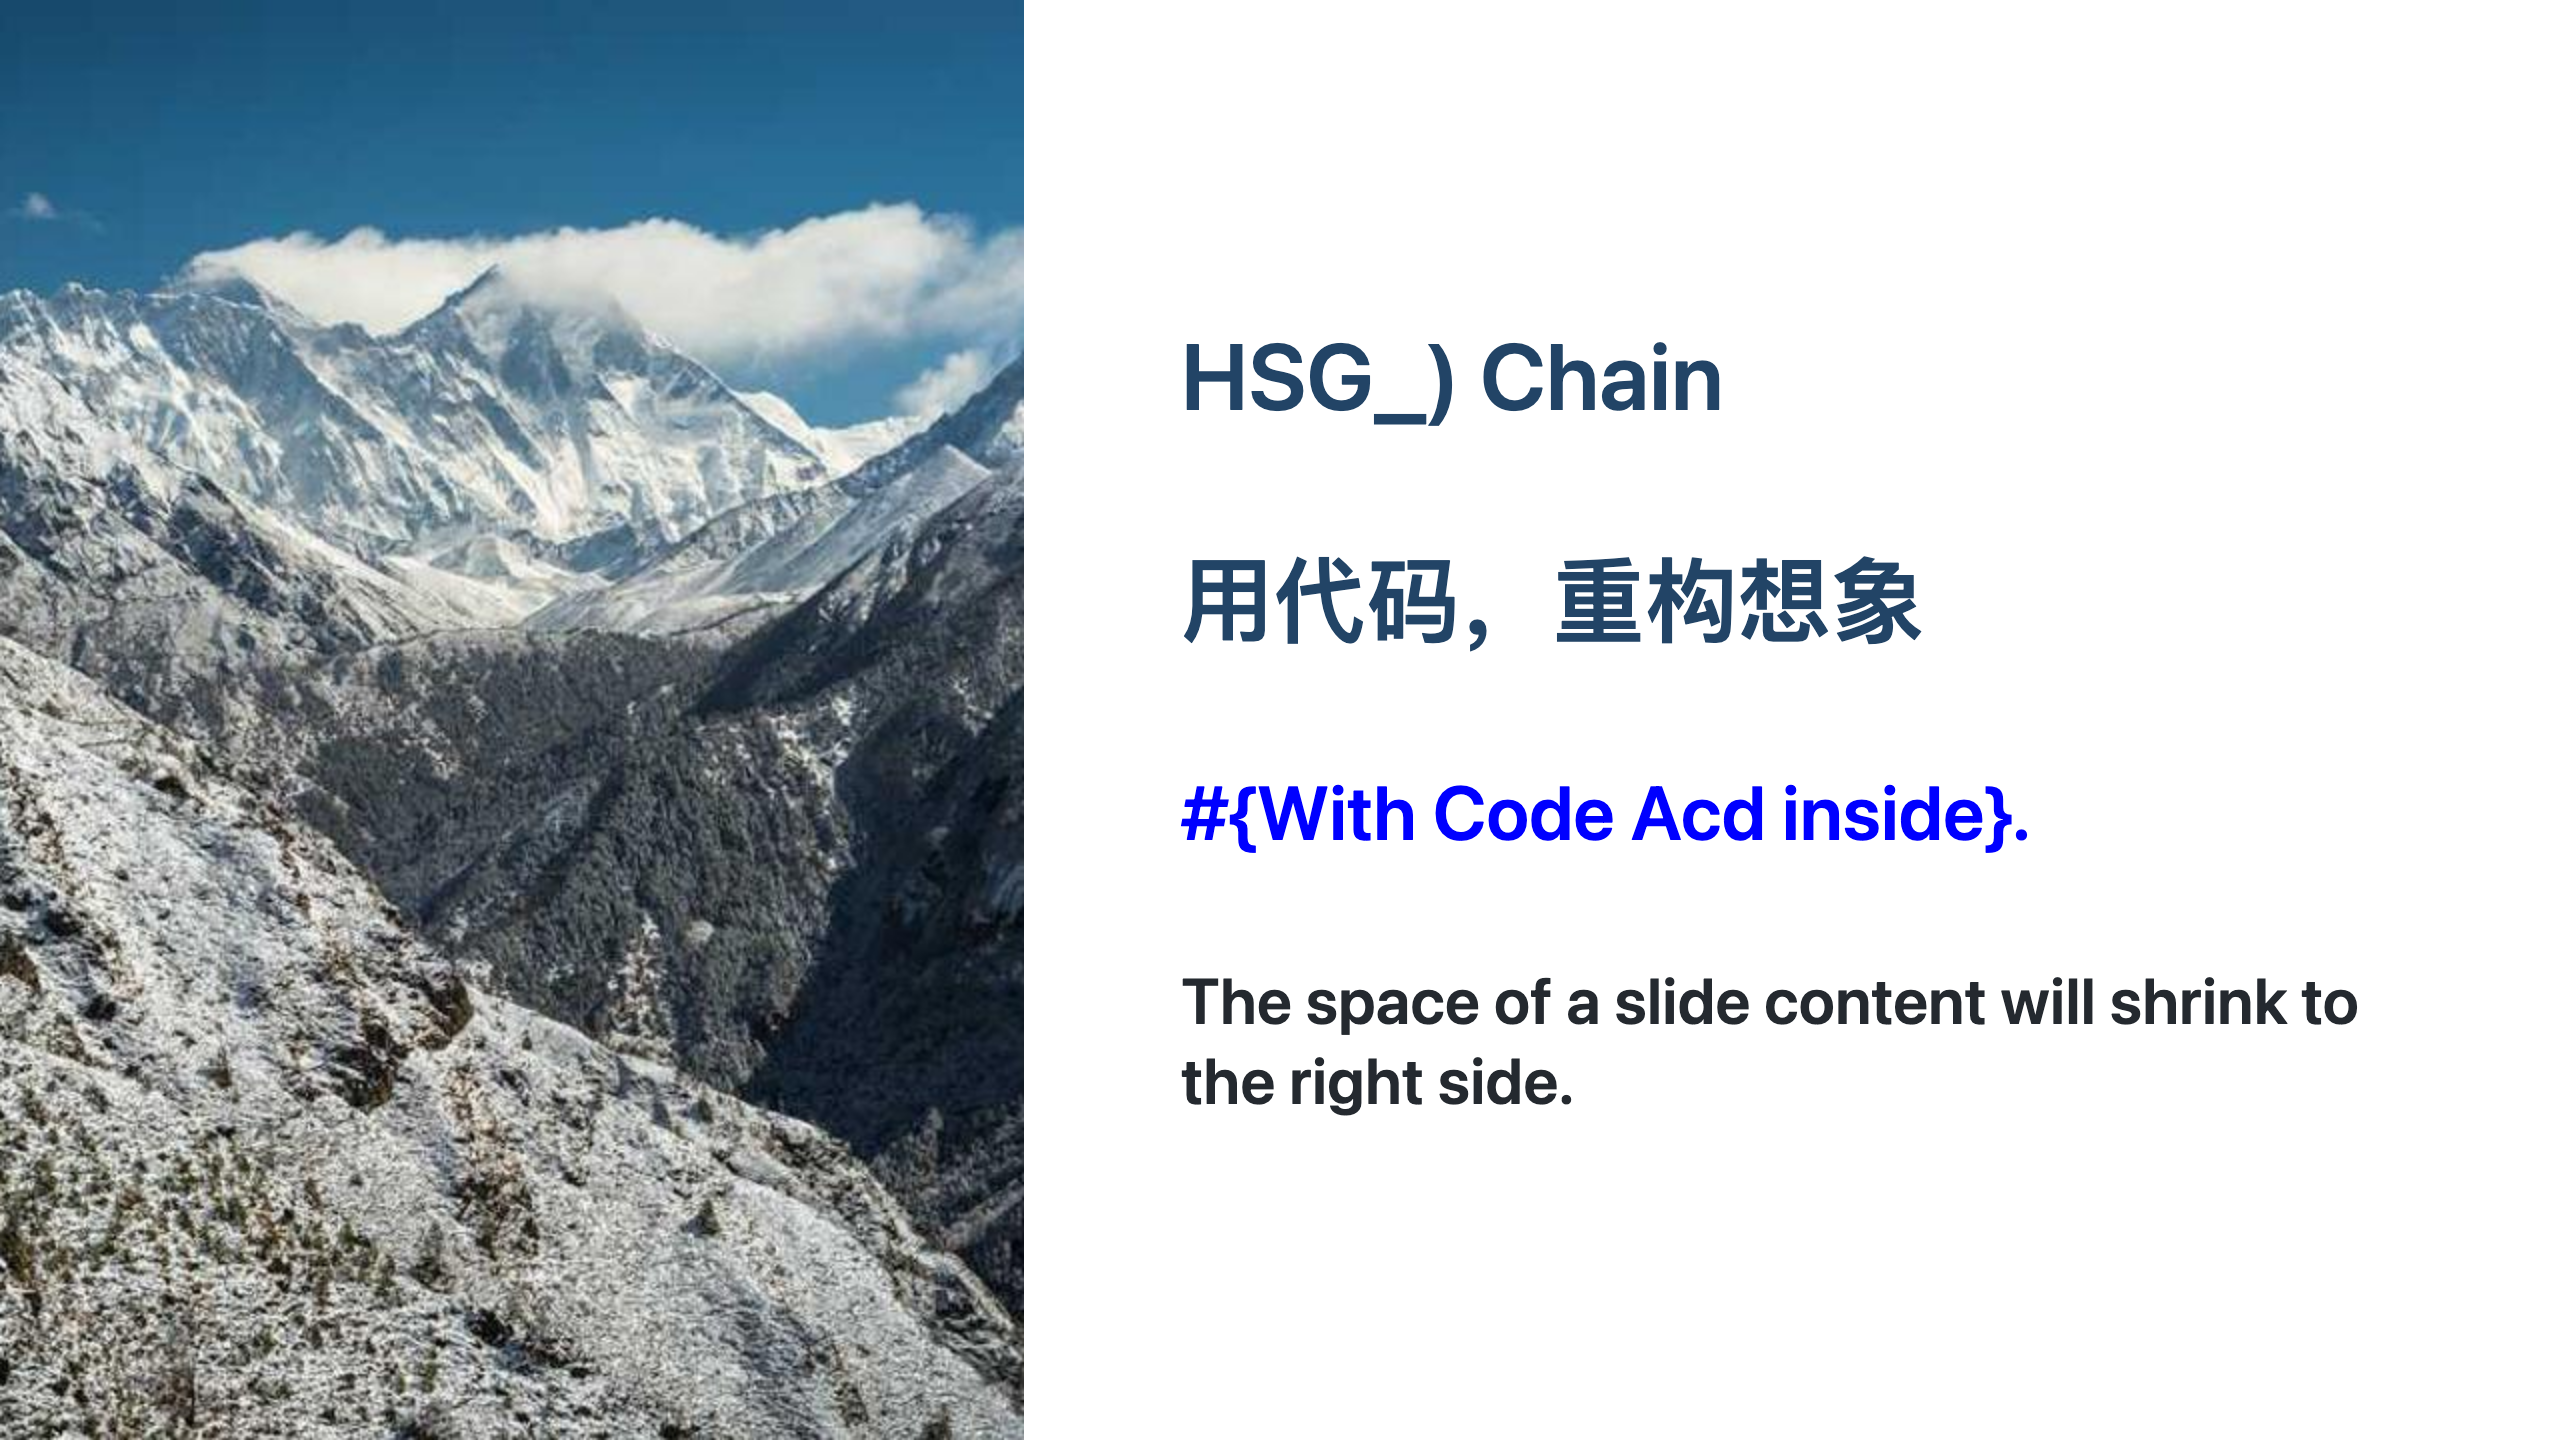 HSG_) Chain
用代码，重构想象
#{With Code Acd inside}.
The space of a slide content will shrink to
the right side.